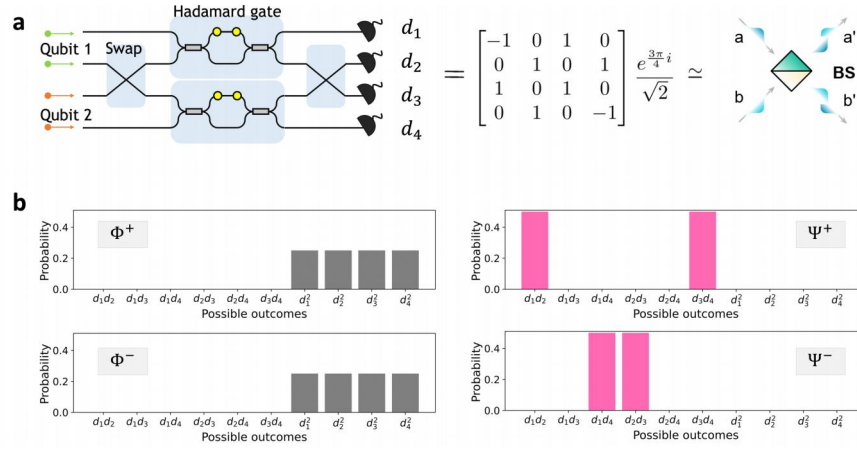 a
Hadamard gate
Qubit 1
Swap
Qubit 2
d₁
d₂
d₃
d₄
=
−1 0 1 0
0 1 0 1
1 0 1 0
0 1 0 −1
e^{3π/4 i}/√2
≃
a a'
BS
b b'
b
Probability
0.4
0.2
0.0
Φ⁺
d₁d₂ d₁d₃ d₁d₄ d₂d₃ d₂d₄ d₃d₄ d₁² d₂² d₃² d₄²
Possible outcomes
Probability
0.4
0.2
0.0
Ψ⁺
d₁d₂ d₁d₃ d₁d₄ d₂d₃ d₂d₄ d₃d₄ d₁² d₂² d₃² d₄²
Possible outcomes
Probability
0.4
0.2
0.0
Φ⁻
d₁d₂ d₁d₃ d₁d₄ d₂d₃ d₂d₄ d₃d₄ d₁² d₂² d₃² d₄²
Possible outcomes
Probability
0.4
0.2
0.0
Ψ⁻
d₁d₂ d₁d₃ d₁d₄ d₂d₃ d₂d₄ d₃d₄ d₁² d₂² d₃² d₄²
Possible outcomes